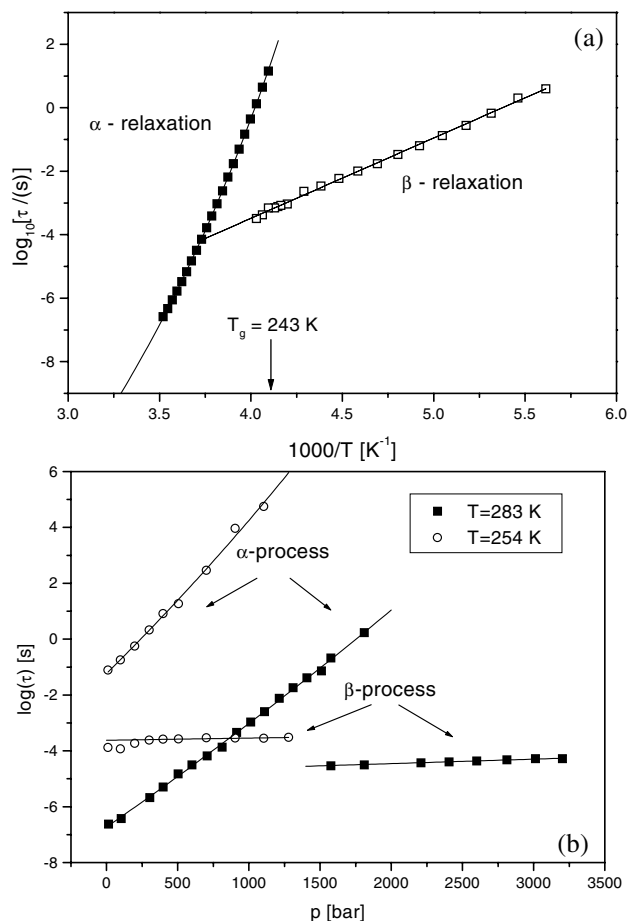 (a)
2
0
-2
-4
-6
-8
log₁₀[τ /(s)]
α - relaxation
β - relaxation
T_g = 243 K
3.0 3.5 4.0 4.5 5.0 5.5 6.0
1000/T [K⁻¹]
6
4
2
0
-2
-4
-6
-8
log(τ) [s]
T=283 K
T=254 K
α-process
β-process
(b)
0 500 1000 1500 2000 2500 3000 3500
p [bar]